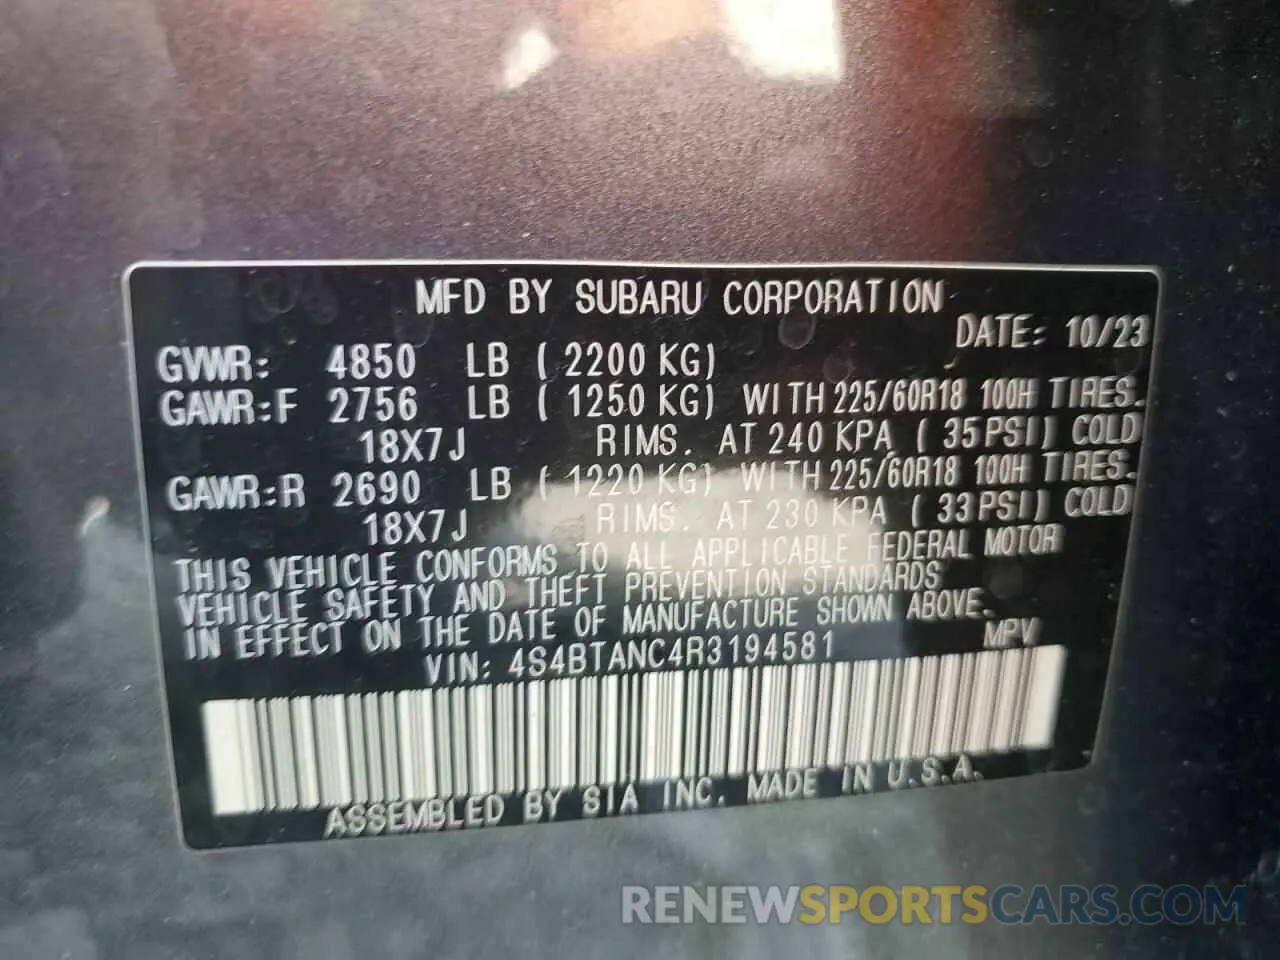 MFD BY SUBARU CORPORATION
DATE: 10/23
GVWR: 4850 LB ( 2200 KG)
GAWR:F 2756 LB ( 1250 KG) WITH 225/60R18 100H TIRES.
18X7J RIMS. AT 240 KPA ( 35PSI) COLD
GAWR:R 2690 LB ( 1220 KG) WITH 225/60R18 100H TIRES.
18X7J RIMS. AT 230 KPA ( 33PSI) COLD
THIS VEHICLE CONFORMS TO ALL APPLICABLE FEDERAL MOTOR
VEHICLE SAFETY AND THEFT PREVENTION STANDARDS
IN EFFECT ON THE DATE OF MANUFACTURE SHOWN ABOVE.
VIN: 4S4BTANC4R3194581 MPV
ASSEMBLED BY SIA INC. MADE IN U.S.A.
RENEWSPORTSCARS.COM